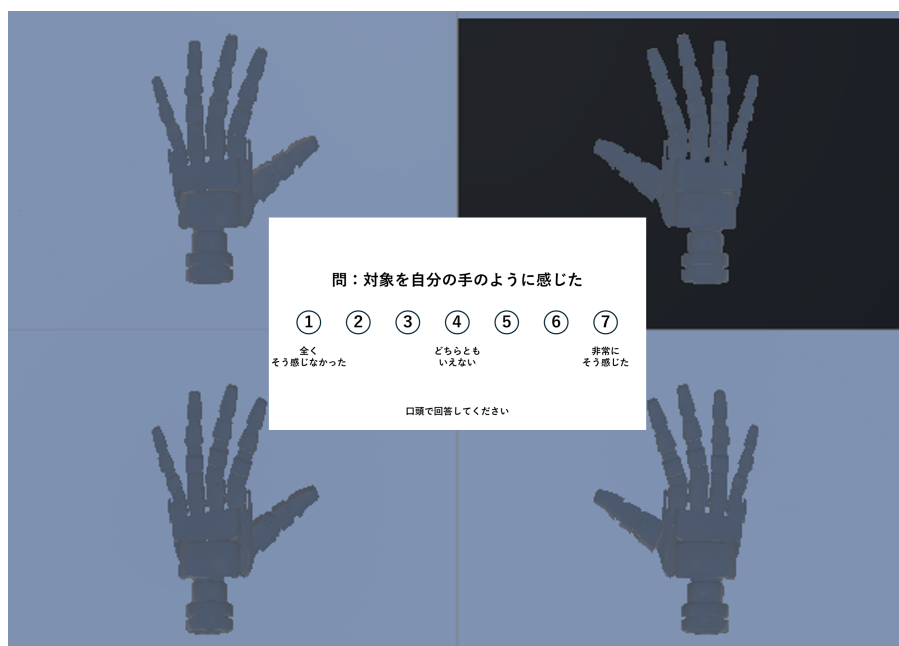 問：対象を自分の手のように感じた
① ② ③ ④ ⑤ ⑥ ⑦
全く
そう感じなかった
どちらとも
いえない
非常に
そう感じた
口頭で回答してください